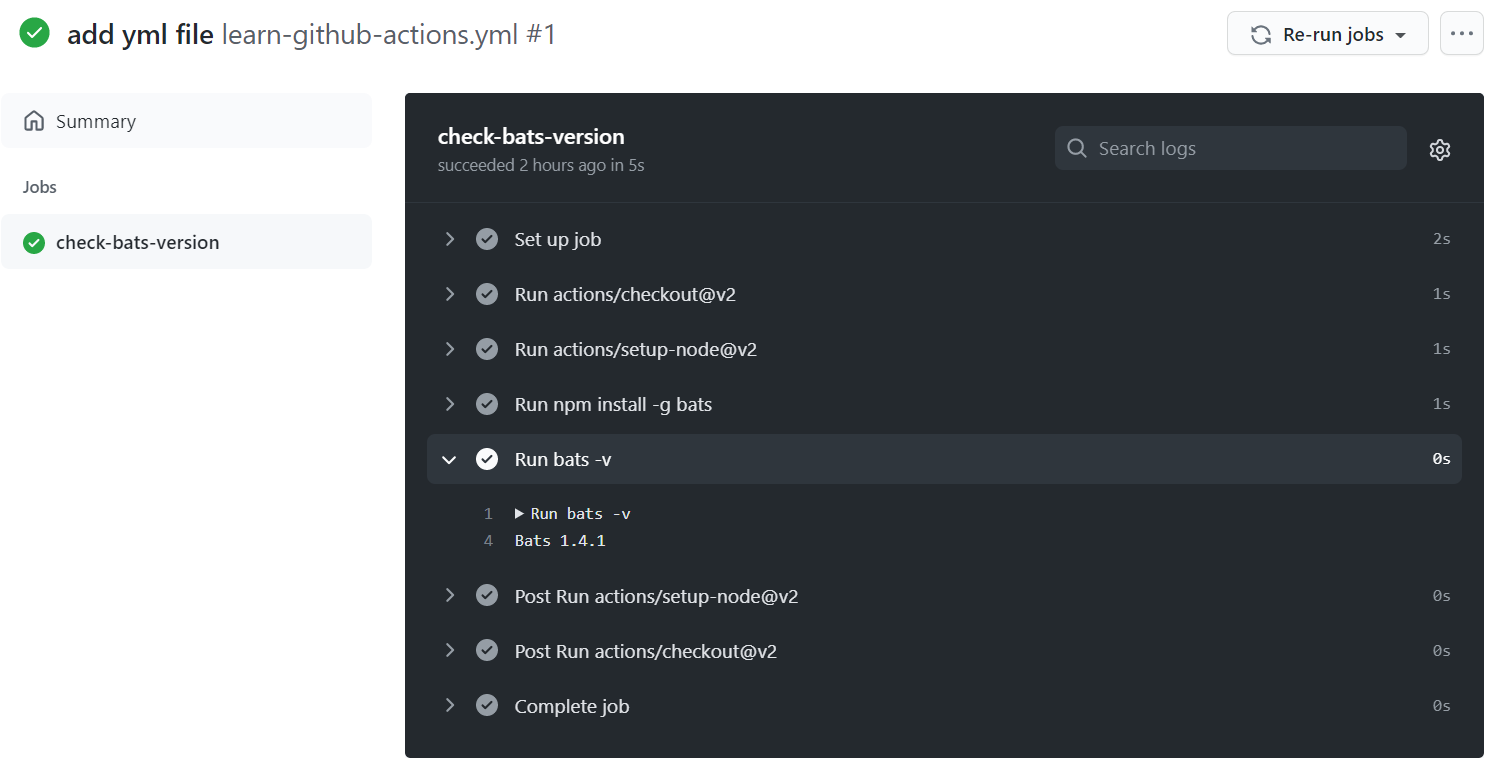 add yml file learn-github-actions.yml #1
Re-run jobs
Summary
Jobs
check-bats-version
check-bats-version
succeeded 2 hours ago in 5s
Search logs
Set up job 2s
Run actions/checkout@v2 1s
Run actions/setup-node@v2 1s
Run npm install -g bats 1s
Run bats -v 0s
1 Run bats -v
4 Bats 1.4.1
Post Run actions/setup-node@v2 0s
Post Run actions/checkout@v2 0s
Complete job 0s